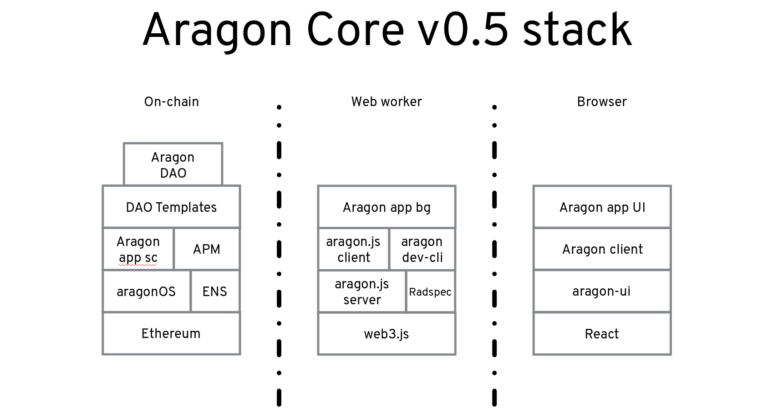 Aragon Core v0.5 stack
On-chain
Aragon
DAO
DAO Templates
Aragon
app sc
APM
aragonOS
ENS
Ethereum
Web worker
Aragon app bg
aragon.js
client
aragon
dev-cli
aragon.js
server
Radspec
web3.js
Browser
Aragon app UI
Aragon client
aragon-ui
React